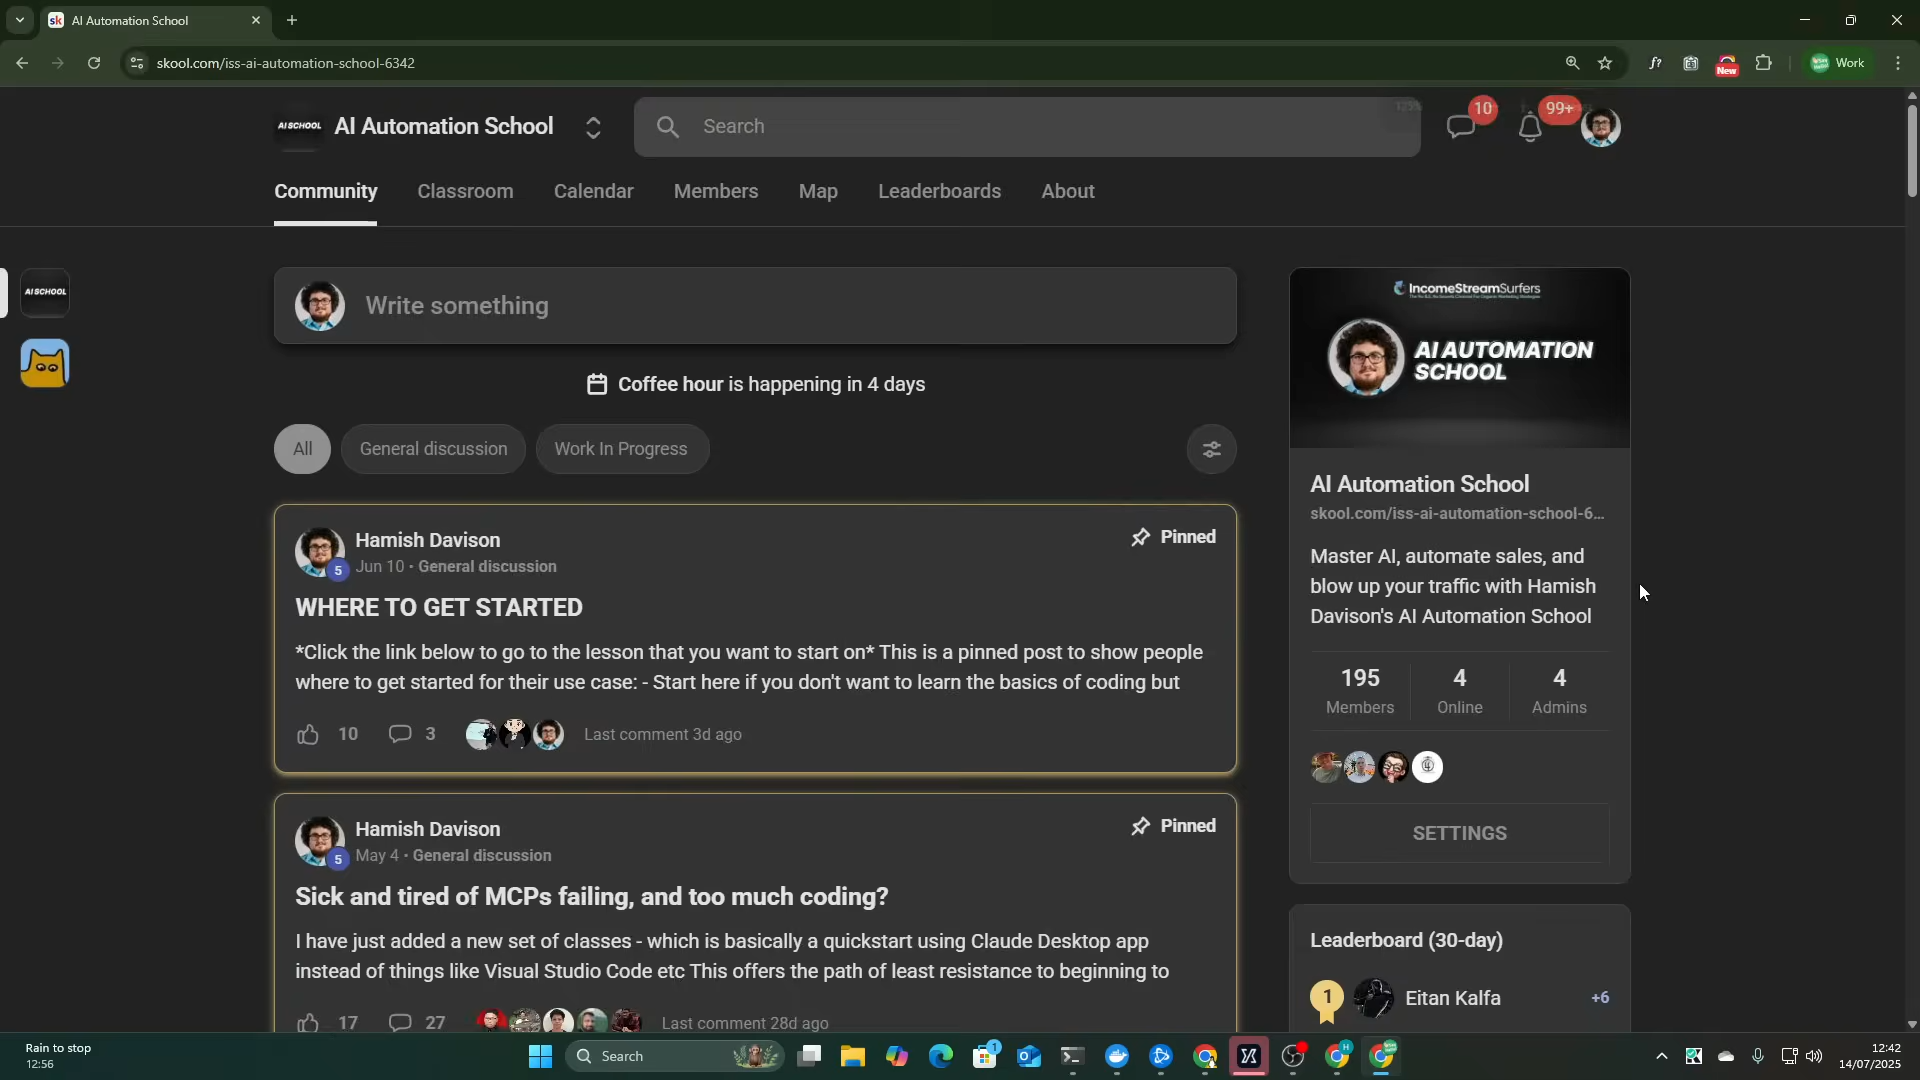 sk AI Automation School
skool.com/iss-ai-automation-school-6342
f?
New
Work
AI SCHOOL
AI Automation School
Search
10
99+
Community
Classroom
Calendar
Members
Map
Leaderboards
About
AI SCHOOL
Write something
Coffee hour is happening in 4 days
All
General discussion
Work In Progress
Hamish Davison
5
Jun 10 • General discussion
Pinned
WHERE TO GET STARTED
*Click the link below to go to the lesson that you want to start on* This is a pinned post to show people
where to get started for their use case: - Start here if you don't want to learn the basics of coding but
10
3
Last comment 3d ago
Hamish Davison
5
May 4 • General discussion
Pinned
Sick and tired of MCPs failing, and too much coding?
I have just added a new set of classes - which is basically a quickstart using Claude Desktop app
instead of things like Visual Studio Code etc This offers the path of least resistance to beginning to
17
27
Last comment 28d ago
IncomeStreamSurfers
AI AUTOMATION
SCHOOL
AI Automation School
skool.com/iss-ai-automation-school-6...
Master AI, automate sales, and
blow up your traffic with Hamish
Davison's AI Automation School
195
Members
4
Online
4
Admins
SETTINGS
Leaderboard (30-day)
1
Eitan Kalfa
+6
Rain to stop
12:56
Search
1
H
12:42
14/07/2025